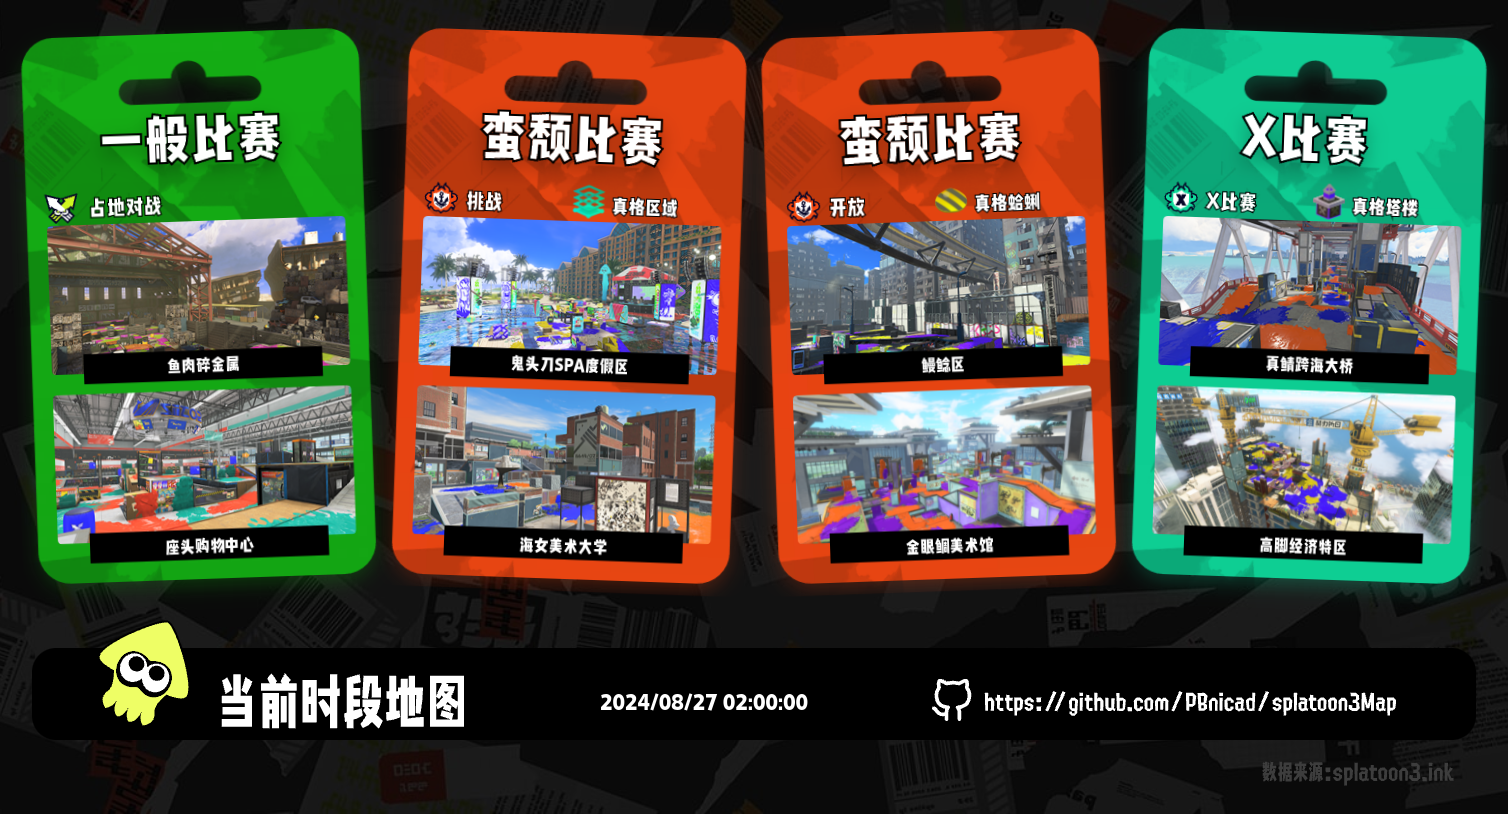 一般比赛
占地对战
鱼肉碎金属
座头购物中心
蛮颓比赛
挑战
真格区域
鬼头刀SPA度假区
海女美术大学
蛮颓比赛
开放
真格蛤蜊
鳗鲶区
金眼鲷美术馆
X比赛
X比赛
真格塔楼
真鲭跨海大桥
高脚经济特区
当前时段地图
2024/08/27 02:00:00
https://github.com/PBnicad/splatoon3Map
数据来源:splatoon3.ink